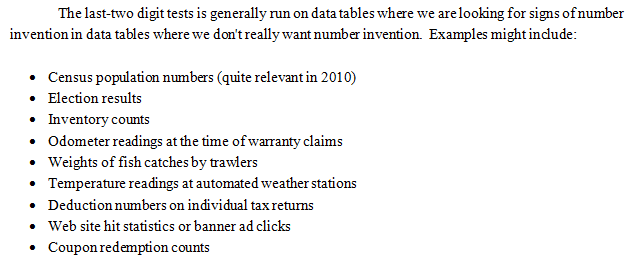 The last-two digit tests is generally run on data tables where we are looking for signs of number
invention in data tables where we don't really want number invention. Examples might include:
• Census population numbers (quite relevant in 2010)
• Election results
• Inventory counts
• Odometer readings at the time of warranty claims
• Weights of fish catches by trawlers
• Temperature readings at automated weather stations
• Deduction numbers on individual tax returns
• Web site hit statistics or banner ad clicks
• Coupon redemption counts